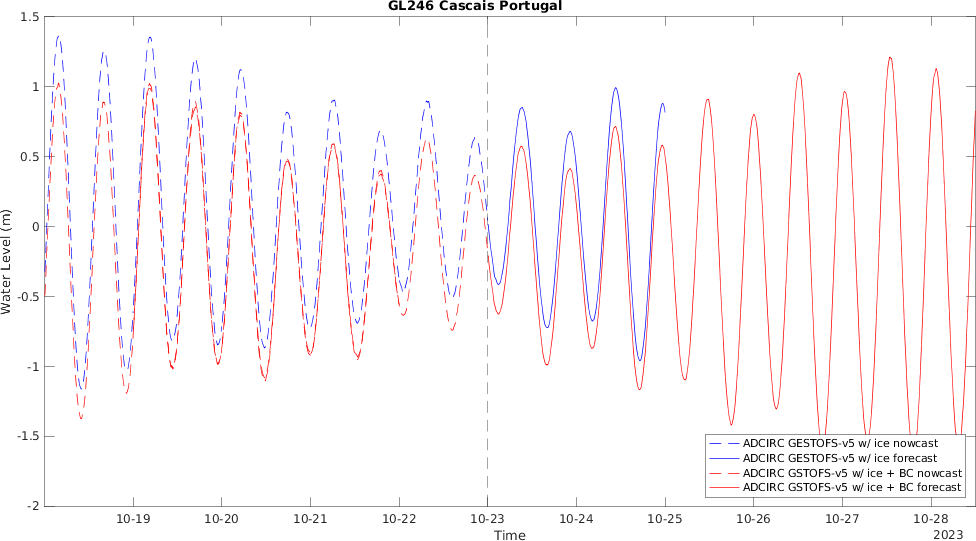 GL246 Cascais Portugal
1.5
1
0.5
0
-0.5
-1
-1.5
-2
Water Level (m)
10-19 10-20 10-21 10-22 10-23 10-24 10-25 10-26 10-27 10-28
Time
2023
ADCIRC GESTOFS-v5 w/ ice nowcast
ADCIRC GESTOFS-v5 w/ ice forecast
ADCIRC GSTOFS-v5 w/ ice + BC nowcast
ADCIRC GSTOFS-v5 w/ ice + BC forecast